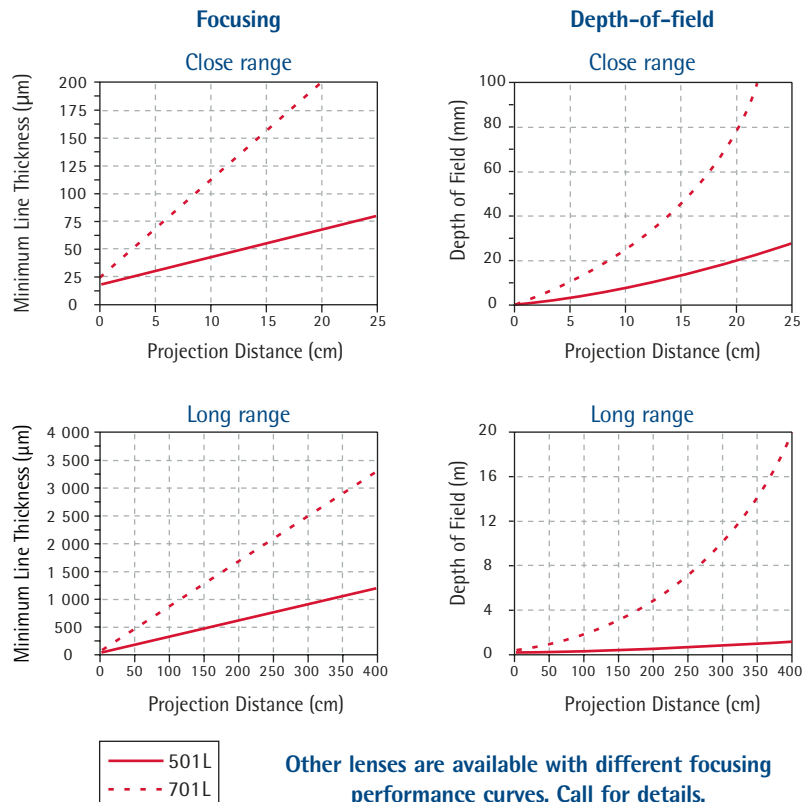 Focusing
Depth-of-field
Close range
Minimum Line Thickness (µm)
200
175
150
125
100
75
50
25
0
0 5 10 15 20 25
Projection Distance (cm)
Close range
Depth of Field (mm)
100
80
60
40
20
0
0 5 10 15 20 25
Projection Distance (cm)
Long range
Minimum Line Thickness (µm)
4 000
3 500
3 000
2 500
2 000
1 500
1 000
500
0
0 50 100 150 200 250 300 350 400
Projection Distance (cm)
Long range
Depth of Field (m)
20
16
12
8
4
0
0 50 100 150 200 250 300 350 400
Projection Distance (cm)
501L
701L
Other lenses are available with different focusing
performance curves. Call for details.